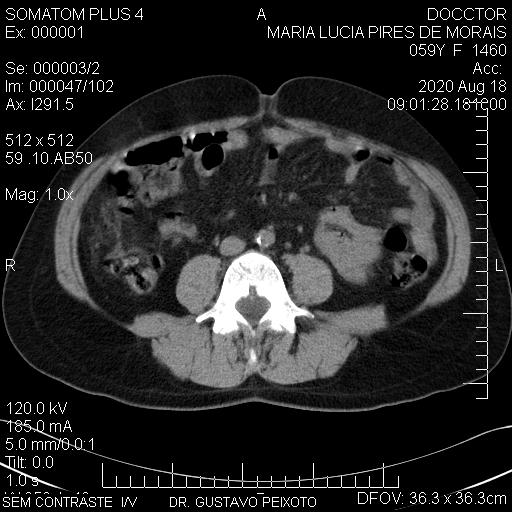 SOMATOM PLUS 4 A DOCCTOR
Ex: 000001 MARIA LUCIA PIRES DE MORAIS
059Y F 1460
Se: 000003/2 Acc:
Im: 000047/102 2020 Aug 18
Ax: I291.5 09:01:28.181000
512 x 512
59 .10.AB50
Mag: 1.0x
R L
120.0 kV
185.0 mA
5.0 mm/0.0:1
Tilt: 0.0
1.0 s
SEM CONTRASTE I/V DR. GUSTAVO PEIXOTO DFOV: 36.3 x 36.3cm